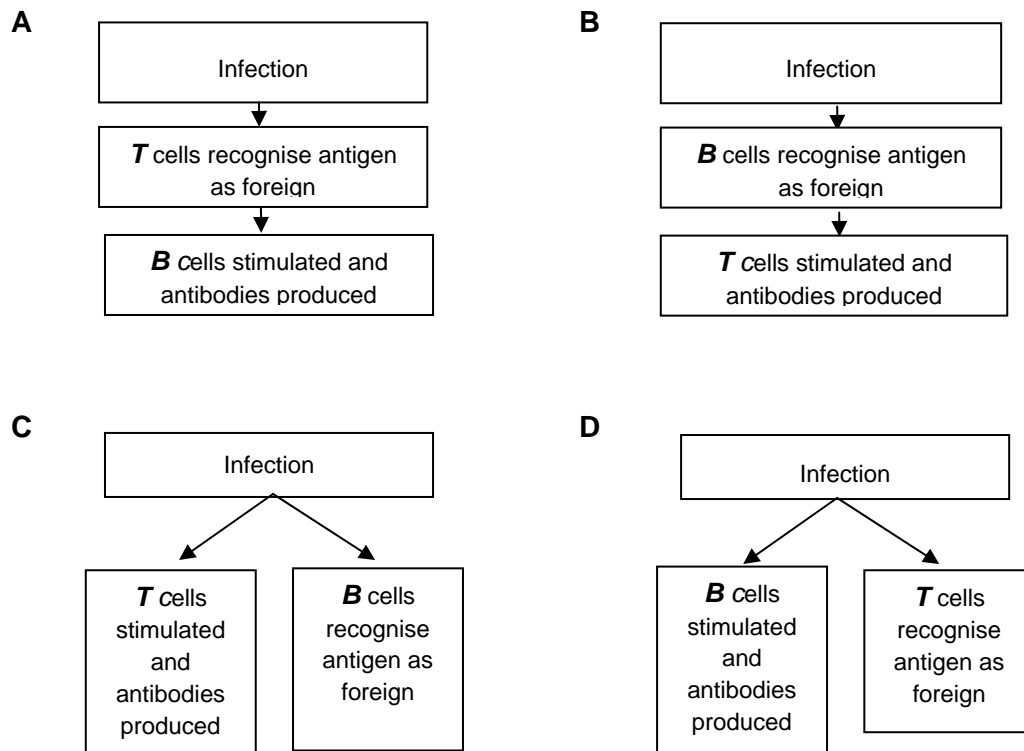 A
Infection
T cells recognise antigen
as foreign
B cells stimulated and
antibodies produced
B
Infection
B cells recognise antigen
as foreign
T cells stimulated and
antibodies produced
C
Infection
T cells
stimulated
and
antibodies
produced
B cells
recognise
antigen as
foreign
D
Infection
B cells
stimulated
and
antibodies
produced
T cells
recognise
antigen as
foreign